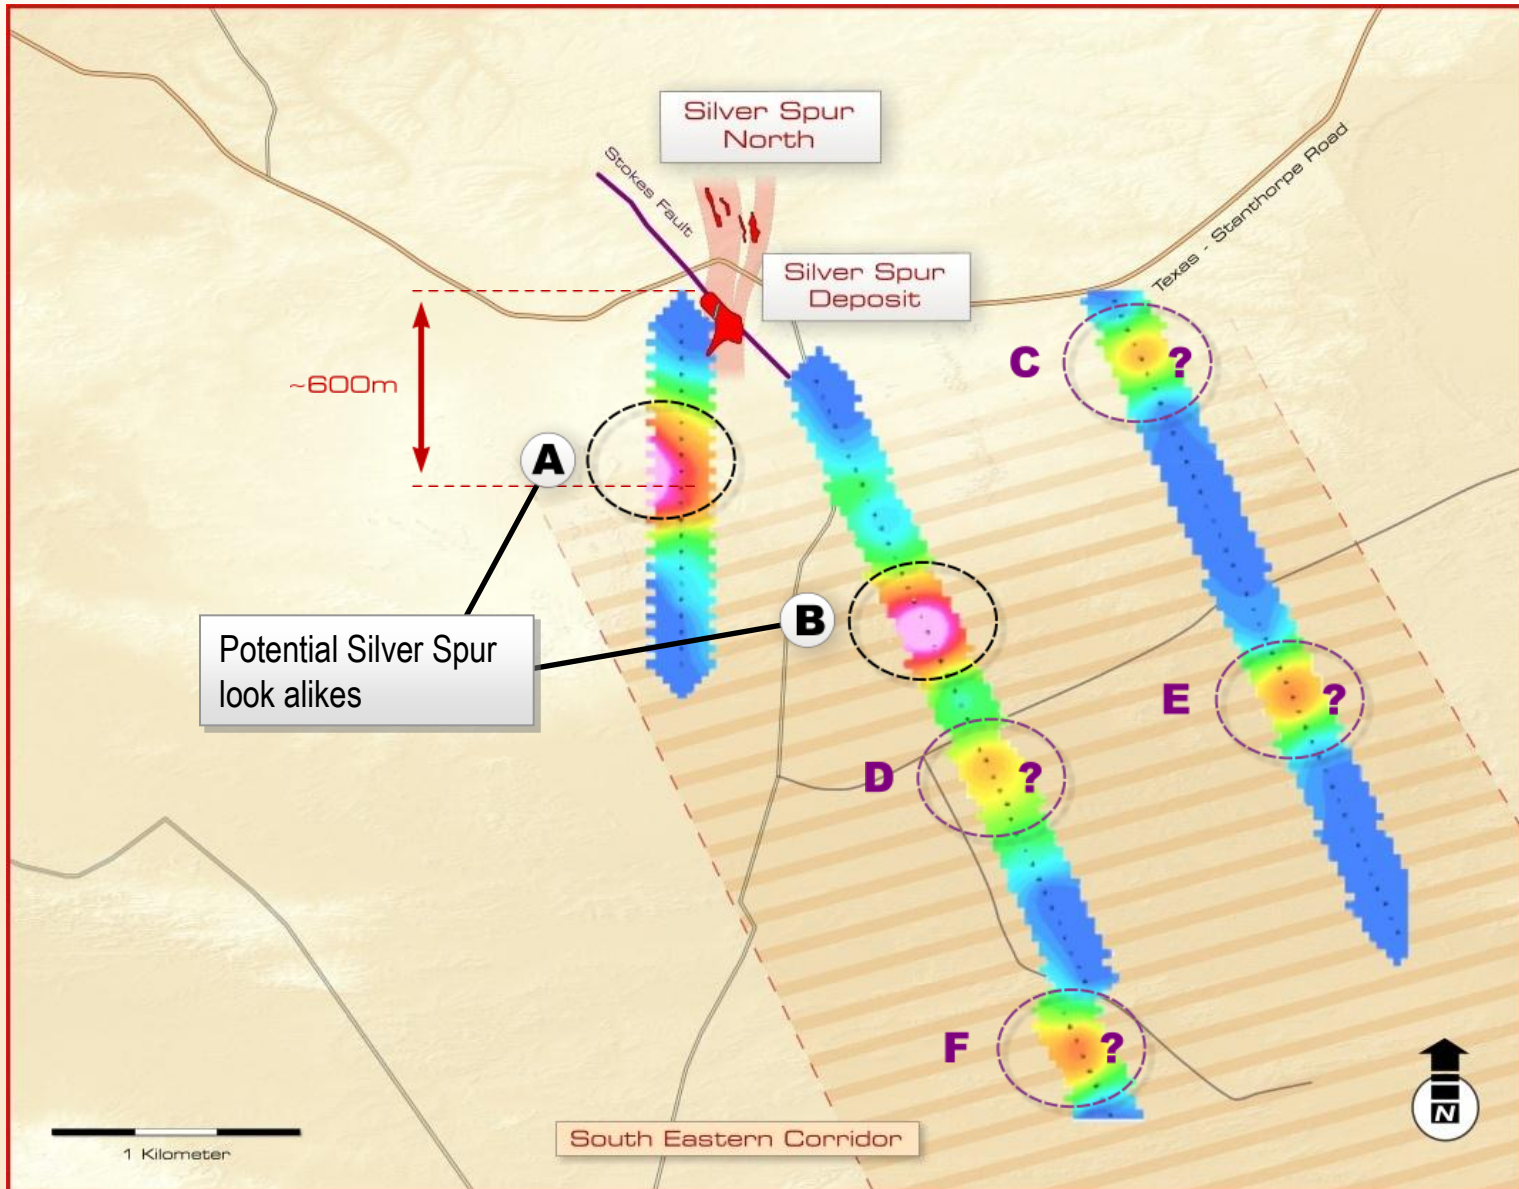 Silver Spur
North
Stokes Fault
Texas - Stanthorpe Road
Silver Spur
Deposit
C
?
~600m
A
B
Potential Silver Spur
look alikes
E
?
D
?
F
?
N
South Eastern Corridor
1 Kilometer